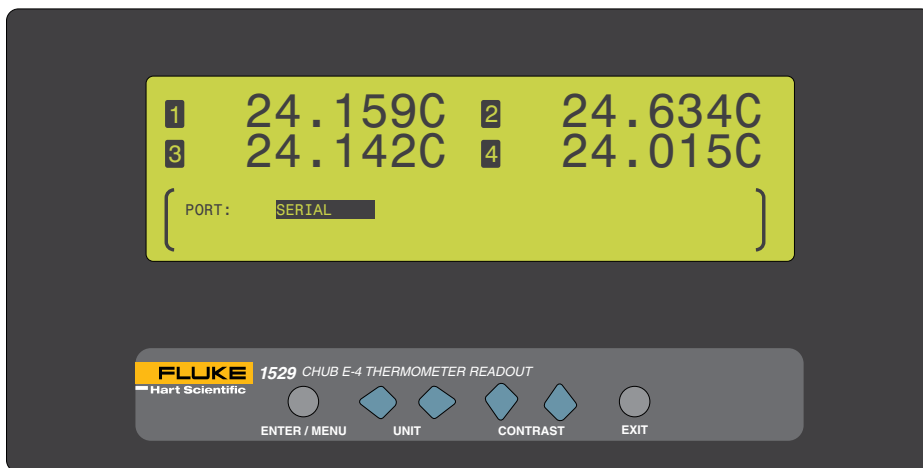 1 24.159C 2 24.634C
3 24.142C 4 24.015C
PORT: SERIAL
FLUKE 1529 CHUB E-4 THERMOMETER READOUT
Hart Scientific
ENTER / MENU UNIT CONTRAST EXIT